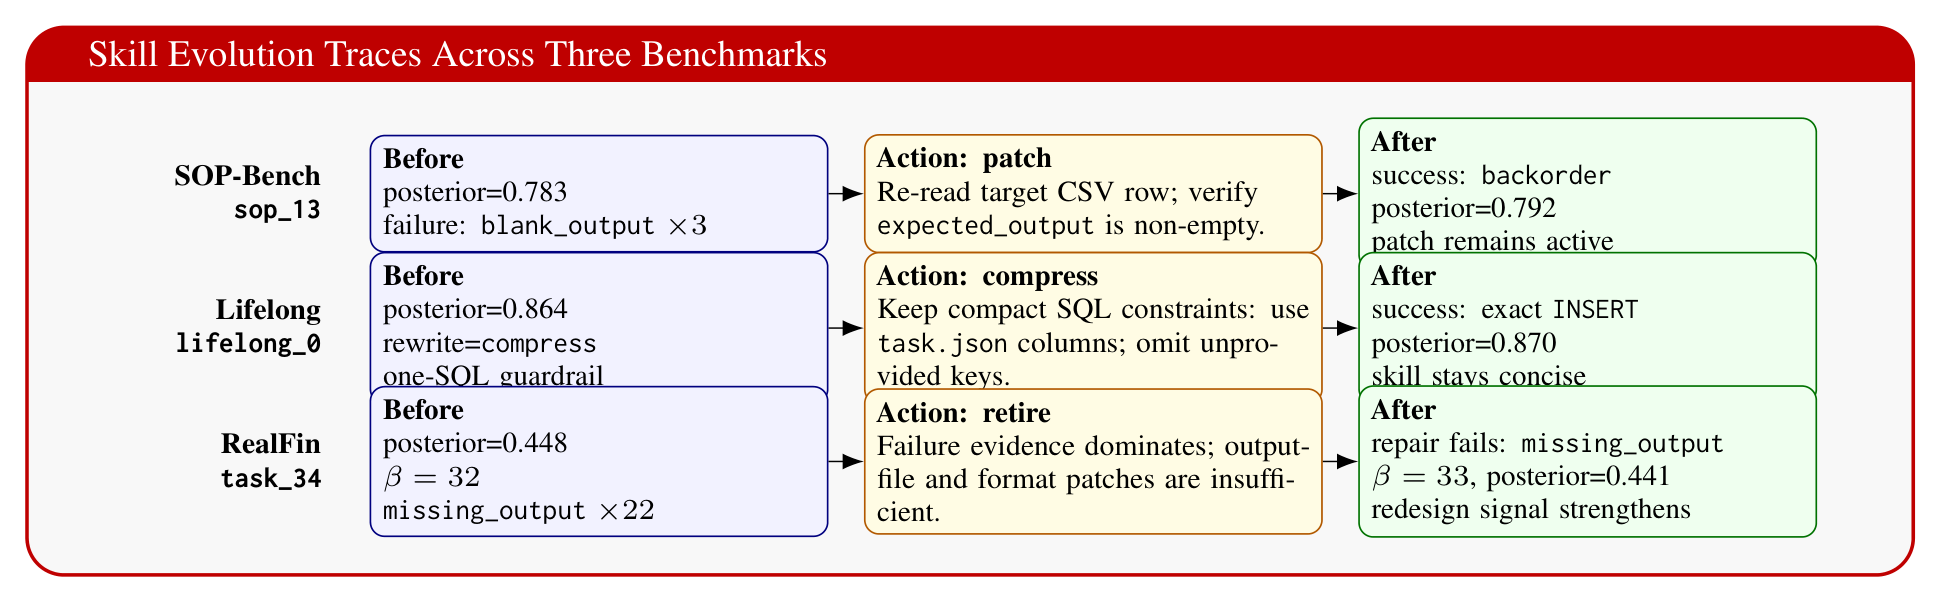 Skill Evolution Traces Across Three Benchmarks
SOP-Bench
sop_13
Before
posterior=0.783
failure: blank_output ×3
Action: patch
Re-read target CSV row; verify
expected_output is non-empty.
After
success: backorder
posterior=0.792
patch remains active
Lifelong
lifelong_0
Before
posterior=0.864
rewrite=compress
one-SQL guardrail
Action: compress
Keep compact SQL constraints: use
task.json columns; omit unpro-
vided keys.
After
success: exact INSERT
posterior=0.870
skill stays concise
RealFin
task_34
Before
posterior=0.448
β = 32
missing_output ×22
Action: retire
Failure evidence dominates; output-
file and format patches are insuffi-
cient.
After
repair fails: missing_output
β = 33, posterior=0.441
redesign signal strengthens